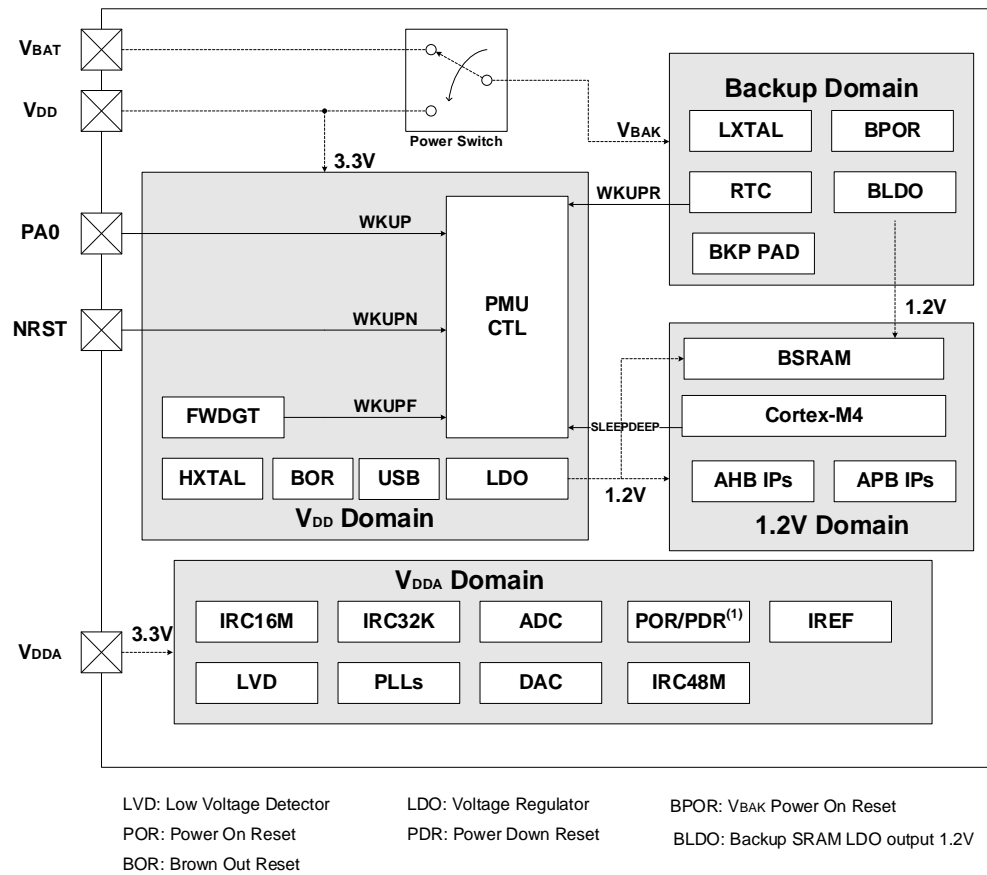 VBAT
VDD
Power Switch
3.3V
VBAK
Backup Domain
LXTAL
BPOR
RTC
BLDO
BKP PAD
WKUPR
PA0
WKUP
NRST
WKUPN
PMU
CTL
FWDGT
WKUPF
HXTAL
BOR
USB
LDO
VDD Domain
1.2V
1.2V
BSRAM
Cortex-M4
SLEEPDEEP
AHB IPs
APB IPs
1.2V Domain
VDDA Domain
VDDA
3.3V
IRC16M
IRC32K
ADC
POR/PDR(1)
IREF
LVD
PLLs
DAC
IRC48M
LVD: Low Voltage Detector
LDO: Voltage Regulator
BPOR: VBAK Power On Reset
POR: Power On Reset
PDR: Power Down Reset
BLDO: Backup SRAM LDO output 1.2V
BOR: Brown Out Reset